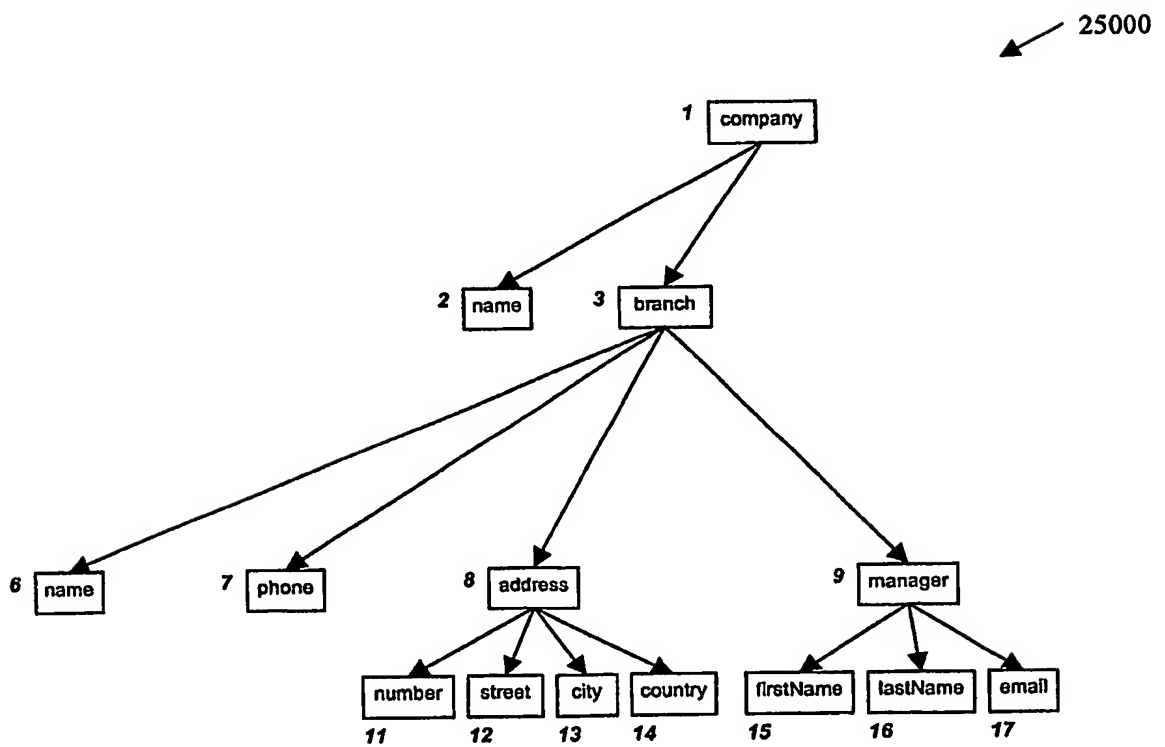 25000
1 company
2 name 3 branch
6 name 7 phone 8 address 9 manager
number street city country firstName lastName email
11 12 13 14 15 16 17